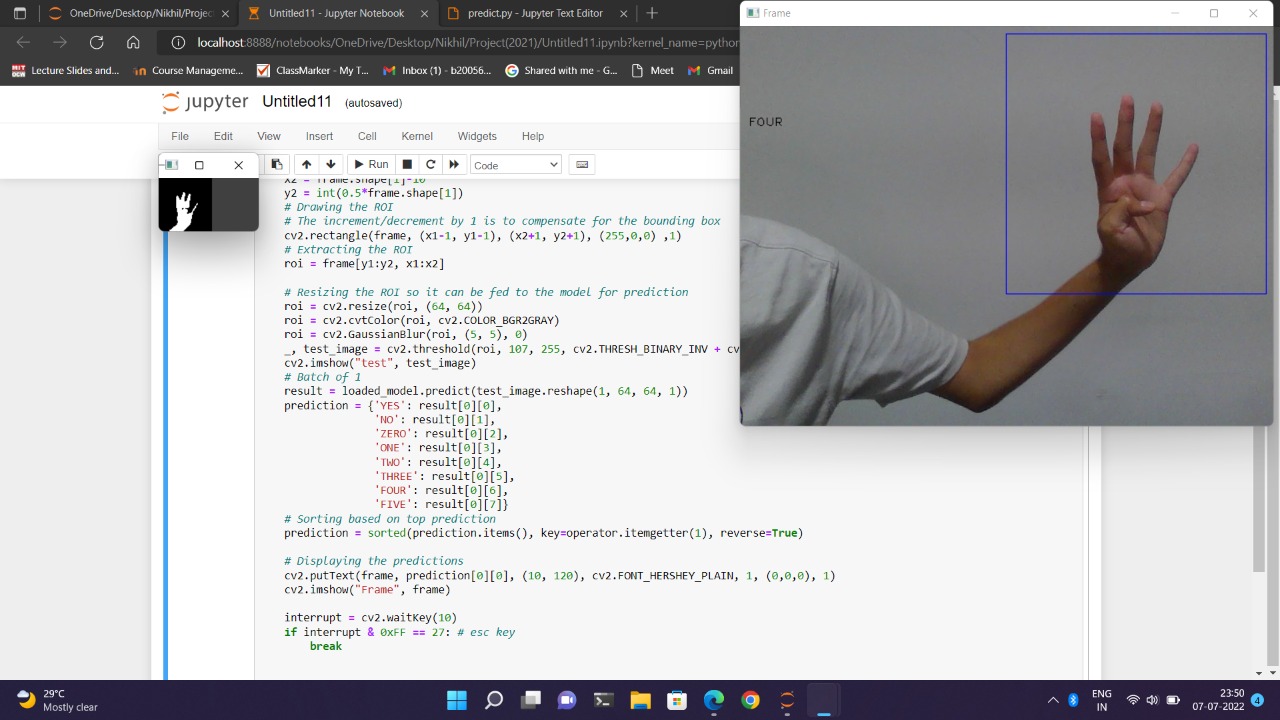 OneDrive/Desktop/Nikhil/Projec
Untitled11 - Jupyter Notebook
predict.py - Jupyter Text Editor
localhost:8888/notebooks/OneDrive/Desktop/Nikhil/Project(2021)/Untitled11.ipynb?kernel_name=python
Lecture Slides and...
Course Manageme...
ClassMarker - My T...
Inbox (1) - b20056...
Shared with me - G...
Meet
Gmail
jupyter Untitled11 (autosaved)
File Edit View Insert Cell Kernel Widgets Help
Run
Code
x2 = frame.shape[1]-10
y2 = int(0.5*frame.shape[1])
# Drawing the ROI
# The increment/decrement by 1 is to compensate for the bounding box
cv2.rectangle(frame, (x1-1, y1-1), (x2+1, y2+1), (255,0,0) ,1)
# Extracting the ROI
roi = frame[y1:y2, x1:x2]
# Resizing the ROI so it can be fed to the model for prediction
roi = cv2.resize(roi, (64, 64))
roi = cv2.cvtColor(roi, cv2.COLOR_BGR2GRAY)
roi = cv2.GaussianBlur(roi, (5, 5), 0)
_, test_image = cv2.threshold(roi, 107, 255, cv2.THRESH_BINARY_INV + cv
cv2.imshow("test", test_image)
# Batch of 1
result = loaded_model.predict(test_image.reshape(1, 64, 64, 1))
prediction = {'YES': result[0][0],
'NO': result[0][1],
'ZERO': result[0][2],
'ONE': result[0][3],
'TWO': result[0][4],
'THREE': result[0][5],
'FOUR': result[0][6],
'FIVE': result[0][7]}
# Sorting based on top prediction
prediction = sorted(prediction.items(), key=operator.itemgetter(1), reverse=True)
# Displaying the predictions
cv2.putText(frame, prediction[0][0], (10, 120), cv2.FONT_HERSHEY_PLAIN, 1, (0,0,0), 1)
cv2.imshow("Frame", frame)
interrupt = cv2.waitKey(10)
if interrupt & 0xFF == 27: # esc key
break
Frame
FOUR
29°C
Mostly clear
ENG
IN
23:50
07-07-2022
4